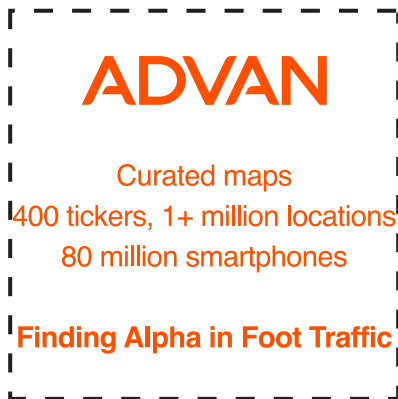 ADVAN
Curated maps
400 tickers, 1+ million locations
80 million smartphones
Finding Alpha in Foot Traffic